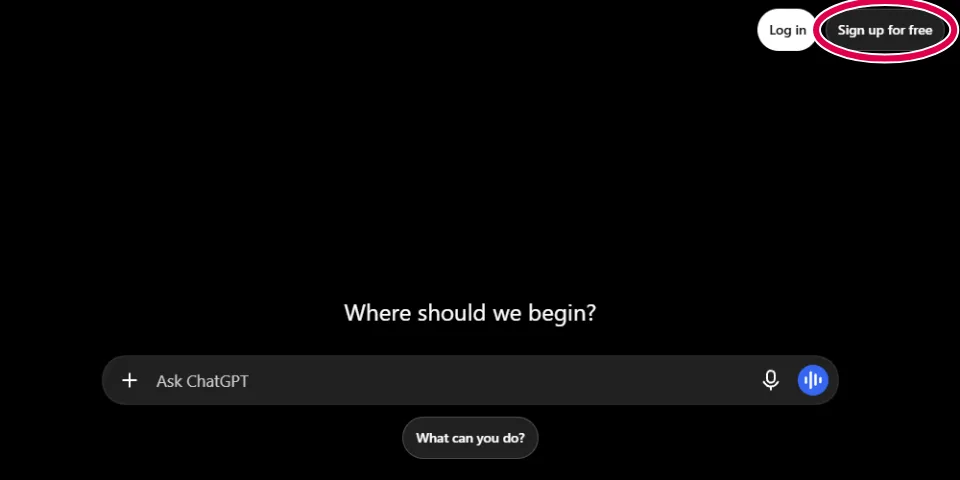 Log in
Sign up for free
Where should we begin?
Ask ChatGPT
What can you do?